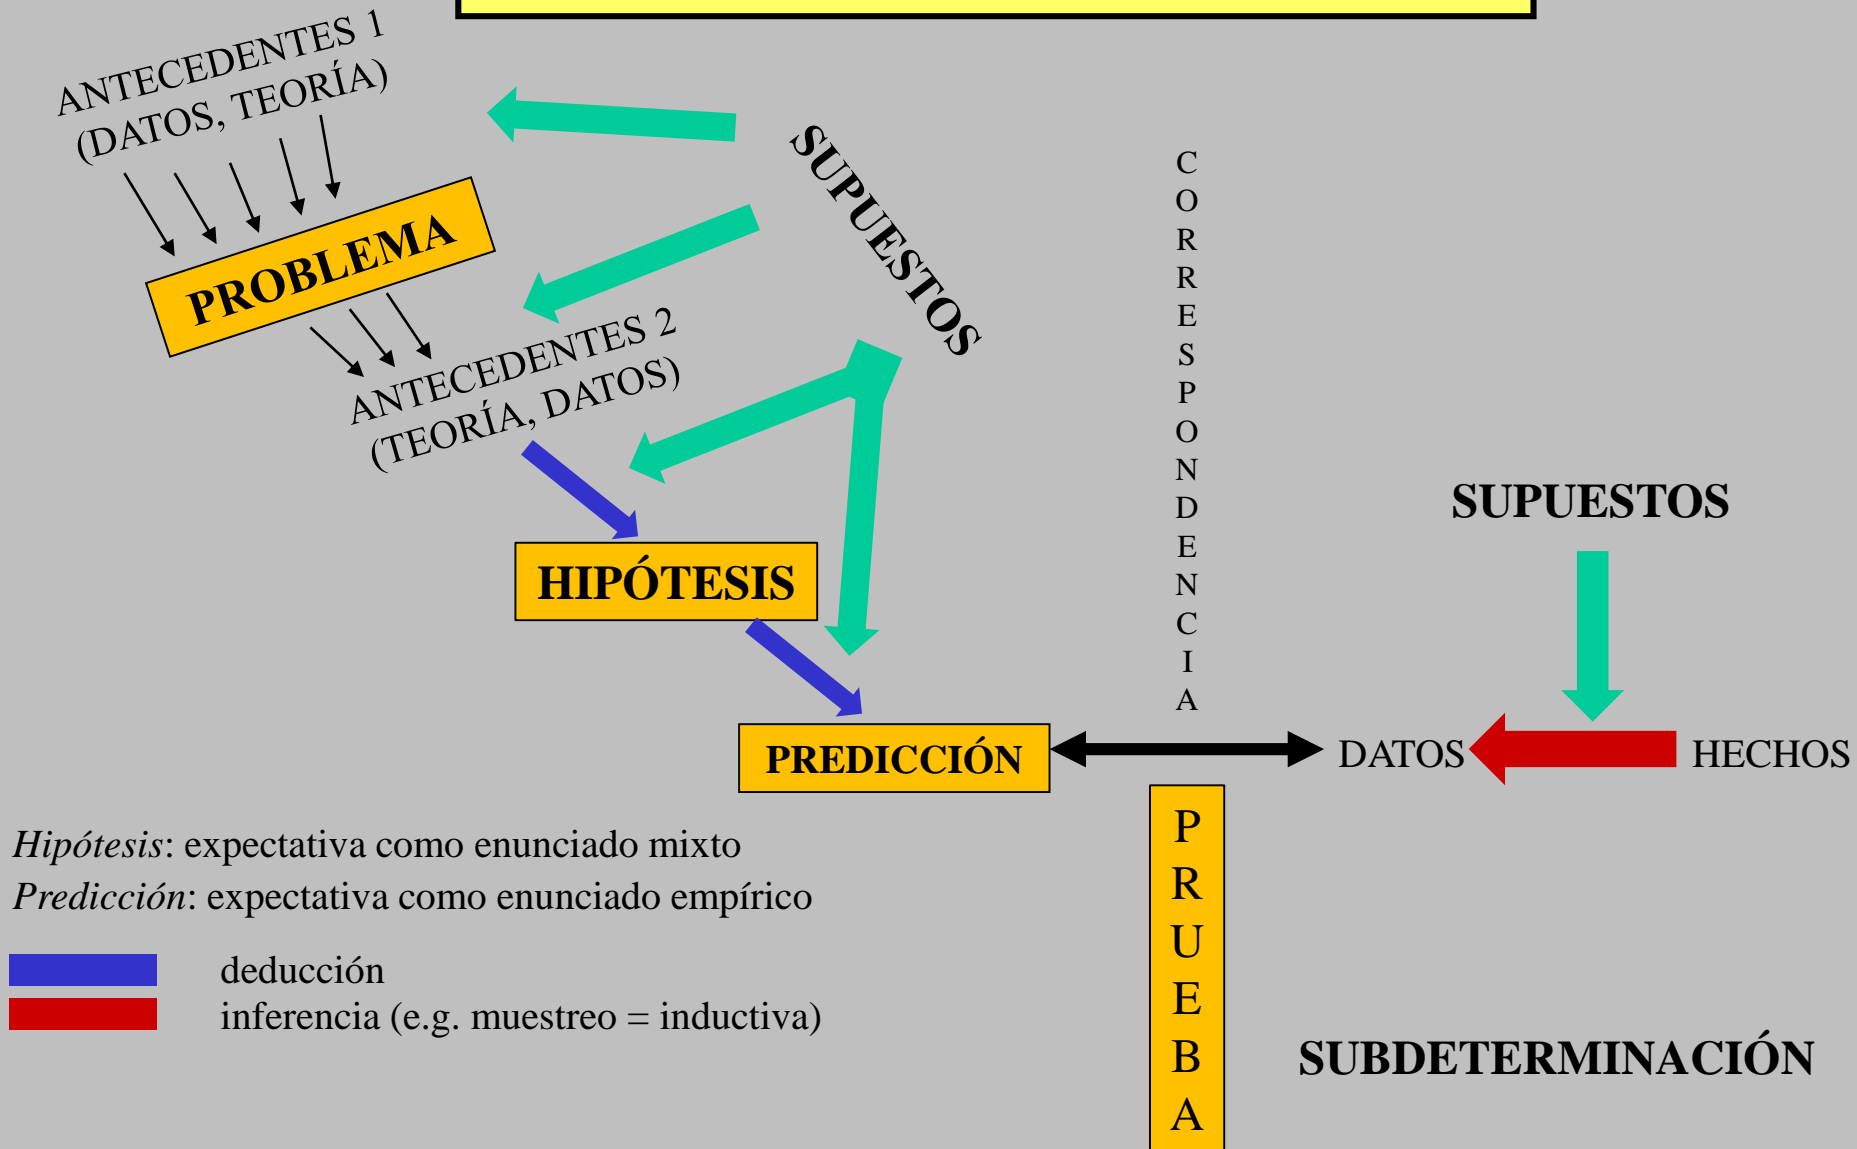 ANTECEDENTES 1
(DATOS, TEORÍA)
PROBLEMA
ANTECEDENTES 2
(TEORÍA, DATOS)
SUPUESTOS
HIPÓTESIS
PREDICCIÓN
CORRESPONDENCIA
SUPUESTOS
DATOS
HECHOS
PRUEBA
Hipótesis: expectativa como enunciado mixto
Predicción: expectativa como enunciado empírico
deducción
inferencia (e.g. muestreo = inductiva)
SUBDETERMINACIÓN